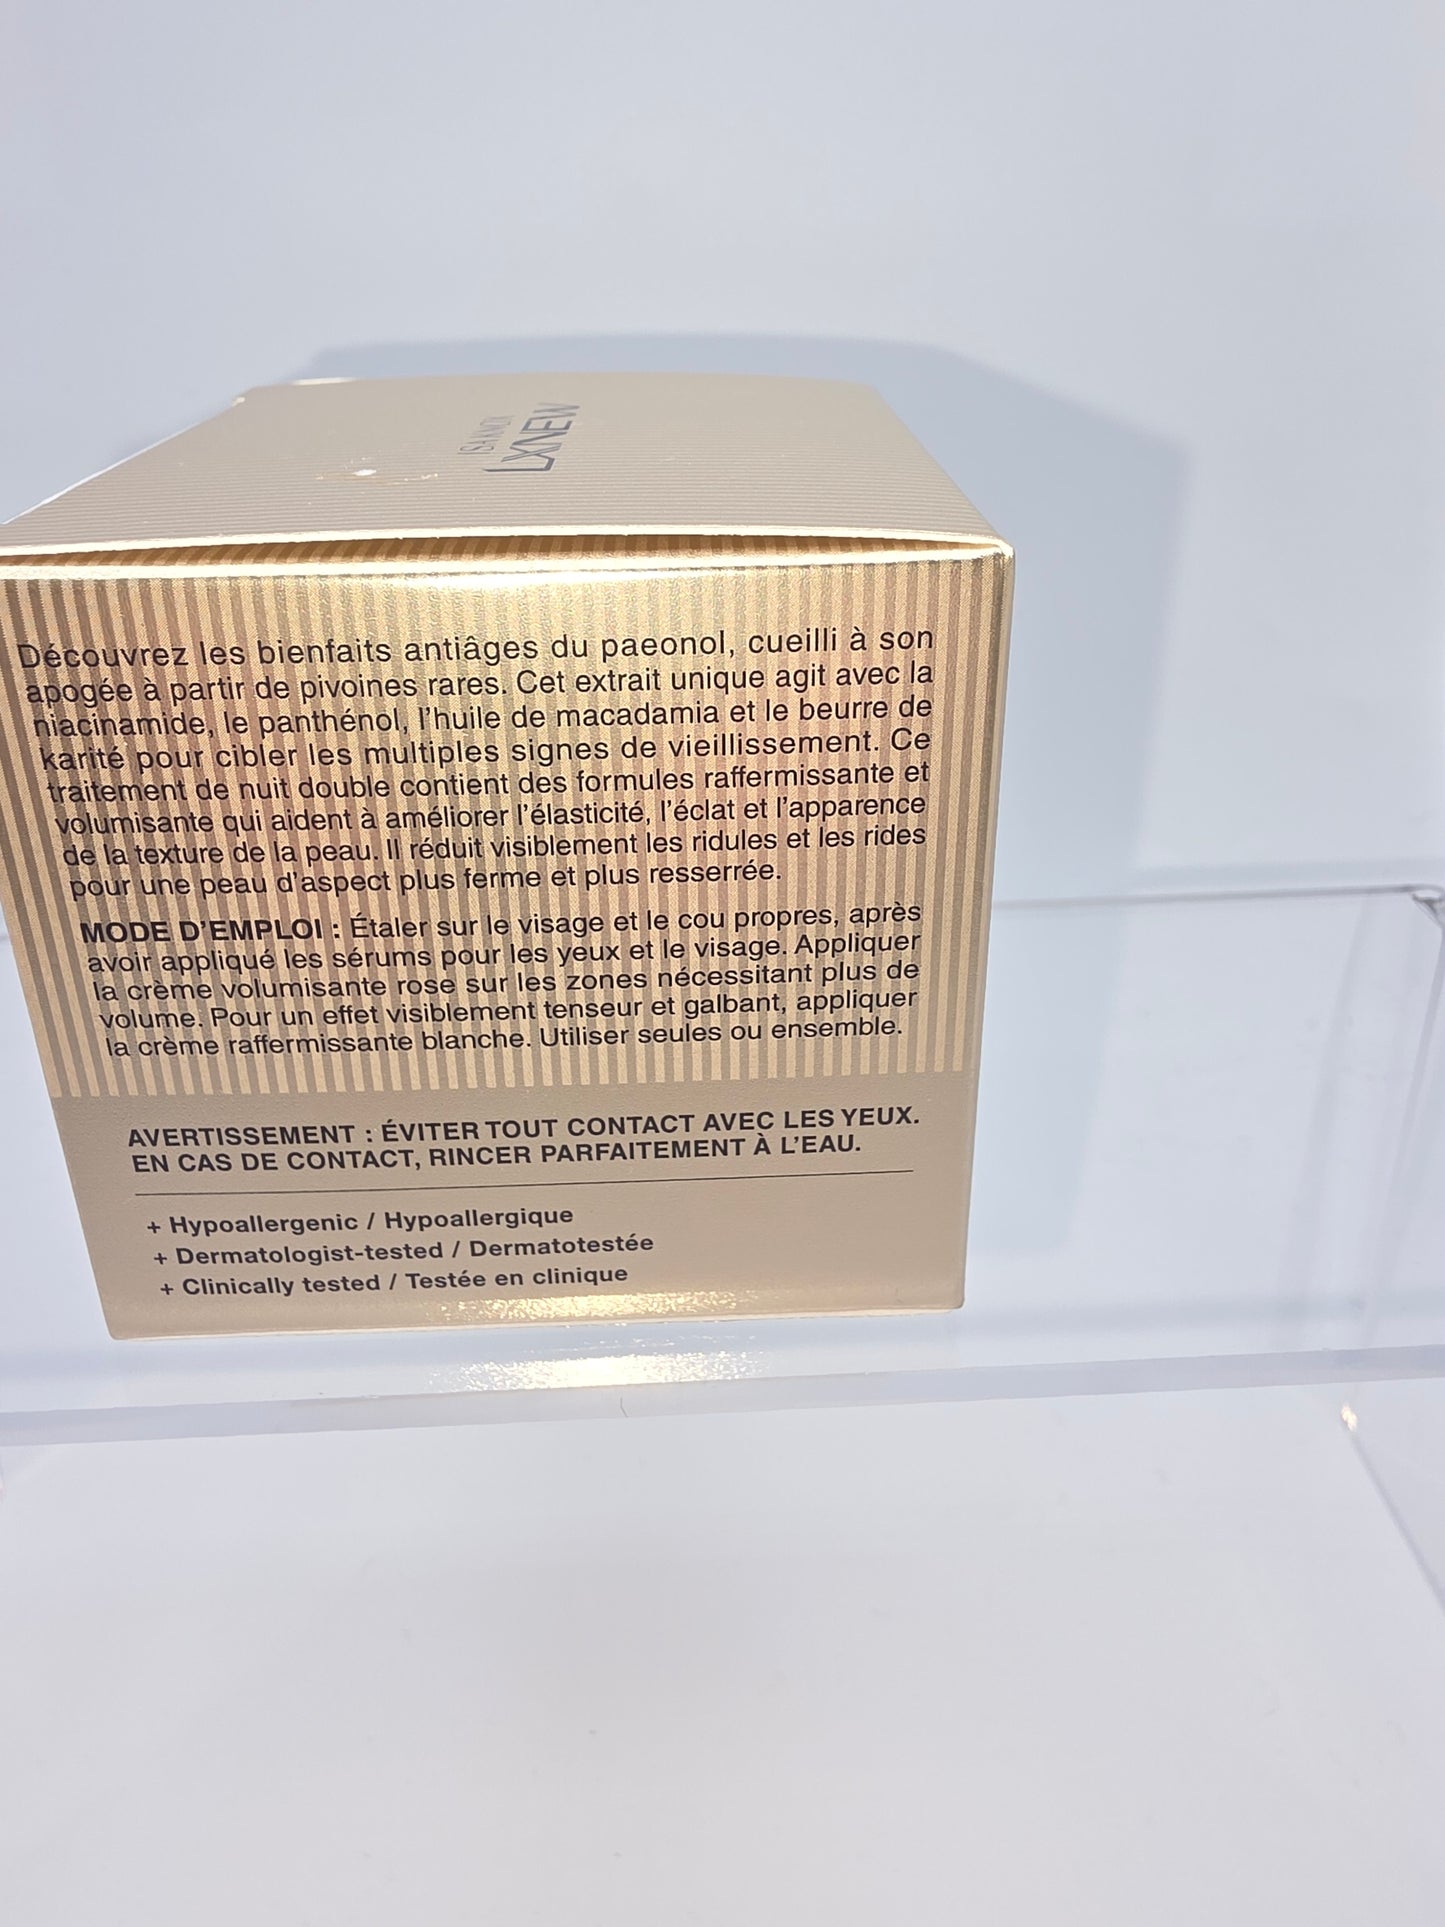 ISA KNOX
LXNEW
Découvrez les bienfaits antiâges du paeonol, cueilli à son
apogée à partir de pivoines rares. Cet extrait unique agit avec la
niacinamide, le panthénol, l'huile de macadamia et le beurre de
karité pour cibler les multiples signes de vieillissement. Ce
traitement de nuit double contient des formules raffermissante et
volumisante qui aident à améliorer l'élasticité, l'éclat et l'apparence
de la texture de la peau. Il réduit visiblement les ridules et les rides
pour une peau d'aspect plus ferme et plus resserrée.
MODE D'EMPLOI : Étaler sur le visage et le cou propres, après
avoir appliqué les sérums pour les yeux et le visage. Appliquer
la crème volumisante rose sur les zones nécessitant plus de
volume. Pour un effet visiblement tenseur et galbant, appliquer
la crème raffermissante blanche. Utiliser seules ou ensemble.
AVERTISSEMENT : ÉVITER TOUT CONTACT AVEC LES YEUX.
EN CAS DE CONTACT, RINCER PARFAITEMENT À L'EAU.
+ Hypoallergenic / Hypoallergique
+ Dermatologist-tested / Dermatotestée
+ Clinically tested / Testée en clinique